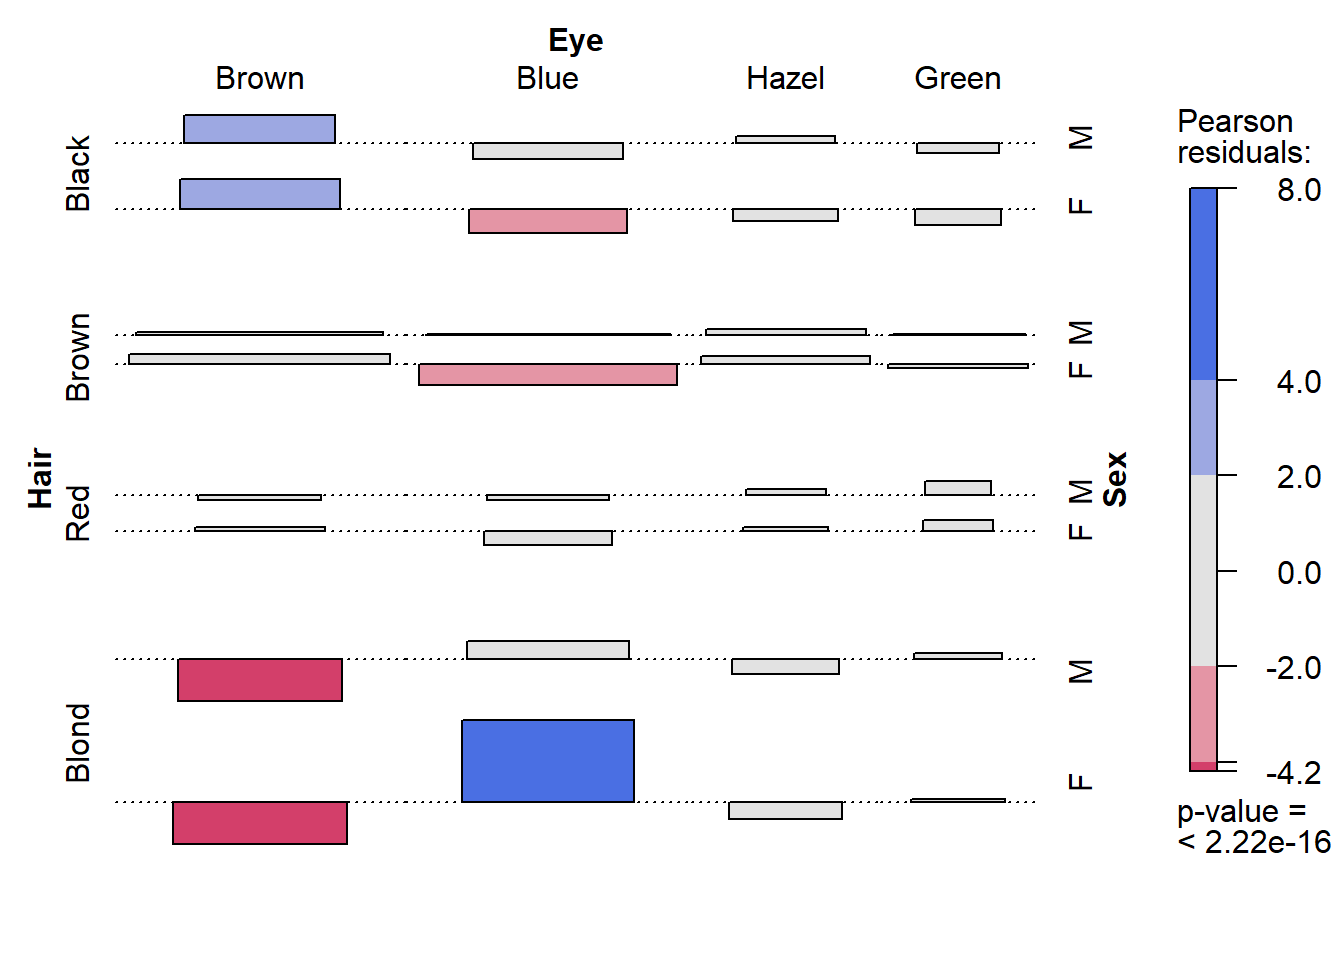 Eye
Brown Blue Hazel Green
Hair
Black
Brown
Red
Blond
M
F
M
F
M
F
M
F
Sex
Pearson
residuals:
8.0
4.0
2.0
0.0
-2.0
-4.2
p-value =
< 2.22e-16